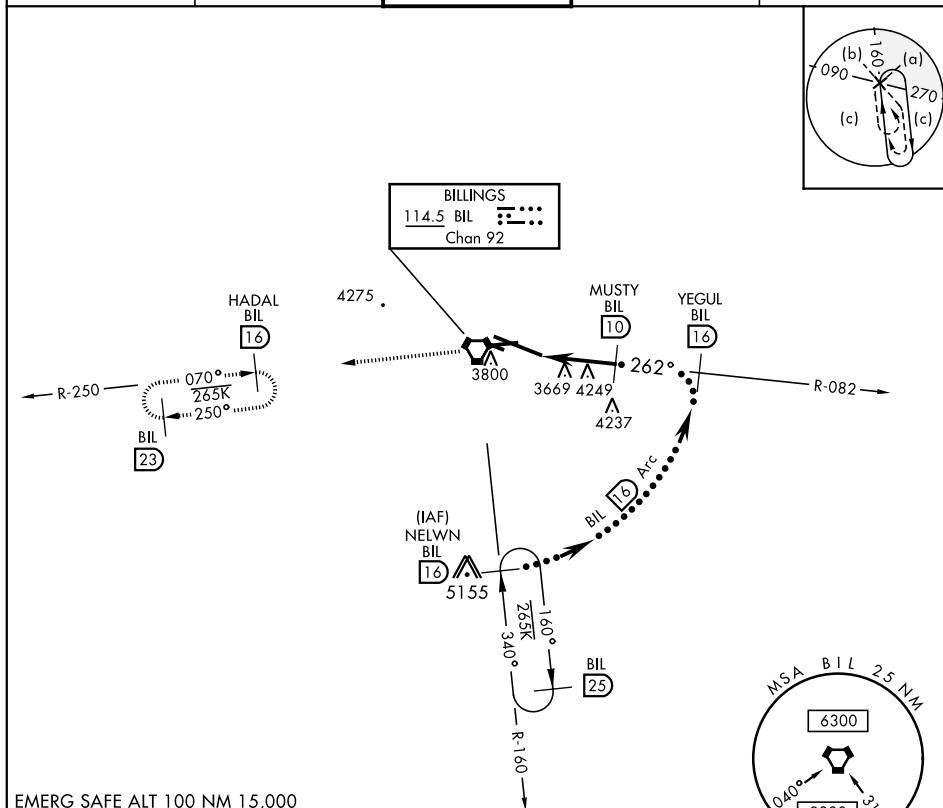 160
(b)
(a)
090
270
(c)
(c)
BILLINGS
114.5 BIL
Chan 92
HADAL
BIL
16
4275
MUSTY
BIL
10
YEGUL
BIL
16
3800
3669
4249
262°
4237
R-250
070°
265K
250°
R-082
BIL
23
BIL 16 Arc
(IAF)
NELWN
BIL
16
5155
265K
160°
340°
BIL
25
R-160
MSA BIL 25 NM
6300
040°
EMERG SAFE ALT 100 NM 15,000